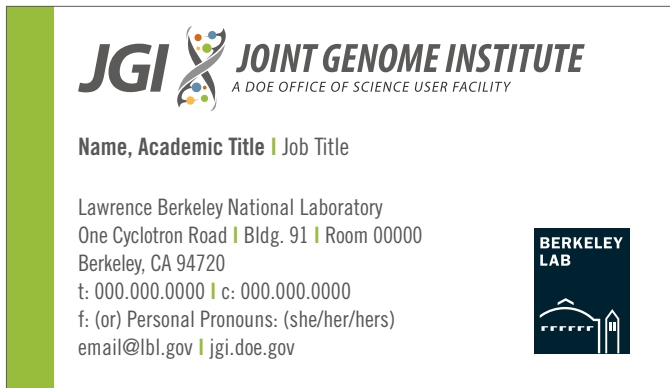 JGI JOINT GENOME INSTITUTE
A DOE OFFICE OF SCIENCE USER FACILITY
Name, Academic Title | Job Title
Lawrence Berkeley National Laboratory
One Cyclotron Road | Bldg. 91 | Room 00000
Berkeley, CA 94720
t: 000.000.0000 | c: 000.000.0000
f: (or) Personal Pronouns: (she/her/hers)
email@lbl.gov | jgi.doe.gov
BERKELEY
LAB